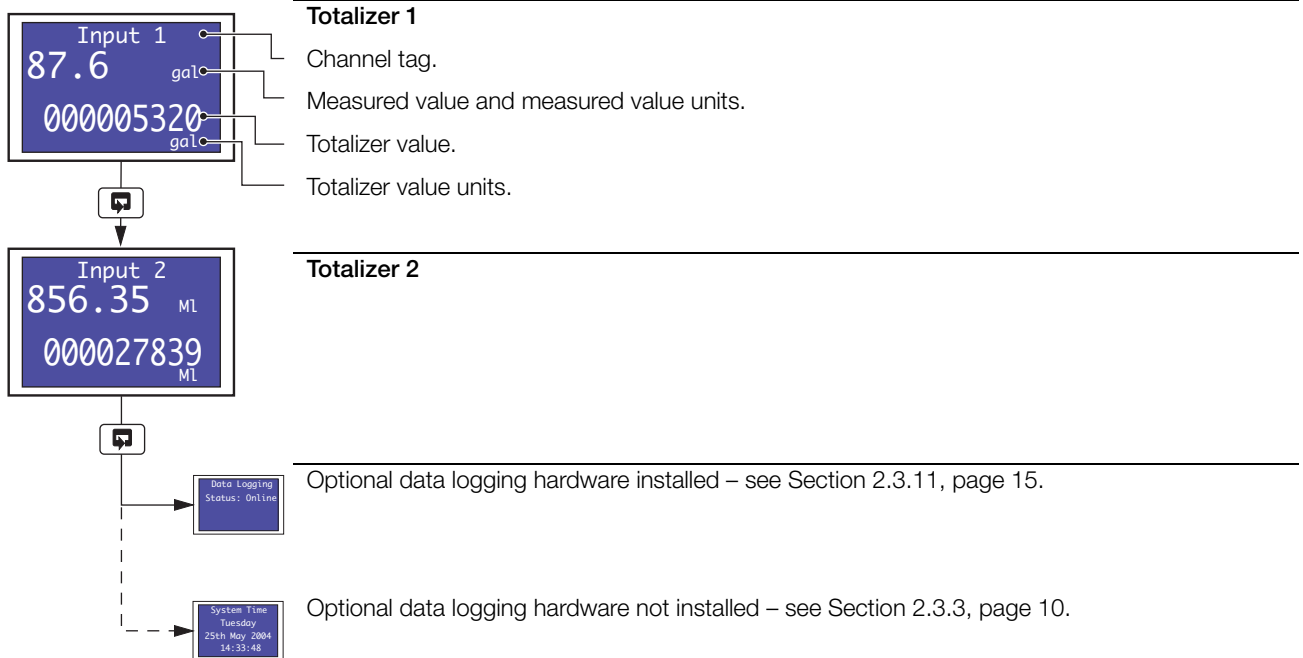 Totalizer 1
Input 1
87.6 gal
000005320
gal
Channel tag.
Measured value and measured value units.
Totalizer value.
Totalizer value units.
Totalizer 2
Input 2
856.35 Ml
000027839
Ml
Data Logging
Status: Online
Optional data logging hardware installed – see Section 2.3.11, page 15.
System Time
Tuesday
25th May 2004
14:33:48
Optional data logging hardware not installed – see Section 2.3.3, page 10.